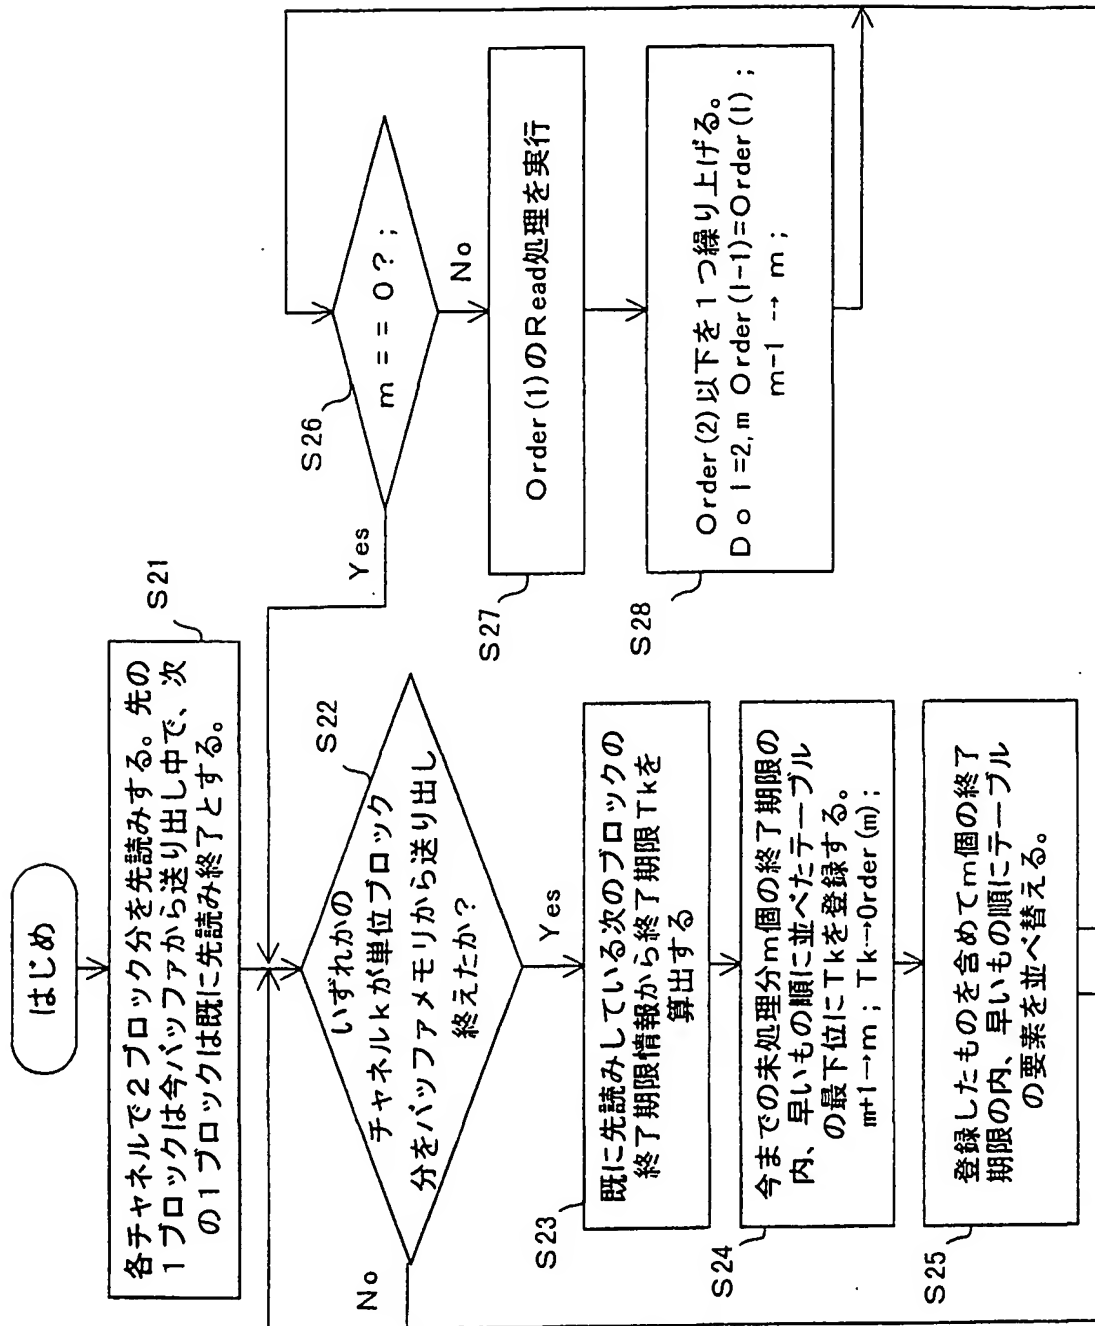 はじめ
各チャネルで2ブロック分を先読みする。先の
1ブロックは今バッファから送り出し中で、次
の1ブロックは既に先読み終了とする。
S21
いずれかの
チャネルkが単位ブロック
分をバッファメモリから送り出し
終えたか?
S22
No
Yes
既に先読みしている次のブロックの
終了期限情報から終了期限Tkを
算出する
S23
今までの未処理分m個の終了期限の
内、早いもの順に並べたテーブル
の最下位にTkを登録する。
m+1→m;Tk→Order(m);
S24
登録したものを含めてm個の終了
期限の内、早いもの順にテーブル
の要素を並べ替える。
S25
m==0?;
S26
Yes
No
Order(1)のRead処理を実行
S27
Order(2)以下を1つ繰り上げる。
Do l=2,m Order(l-1)=Order(l);
m-1 → m;
S28